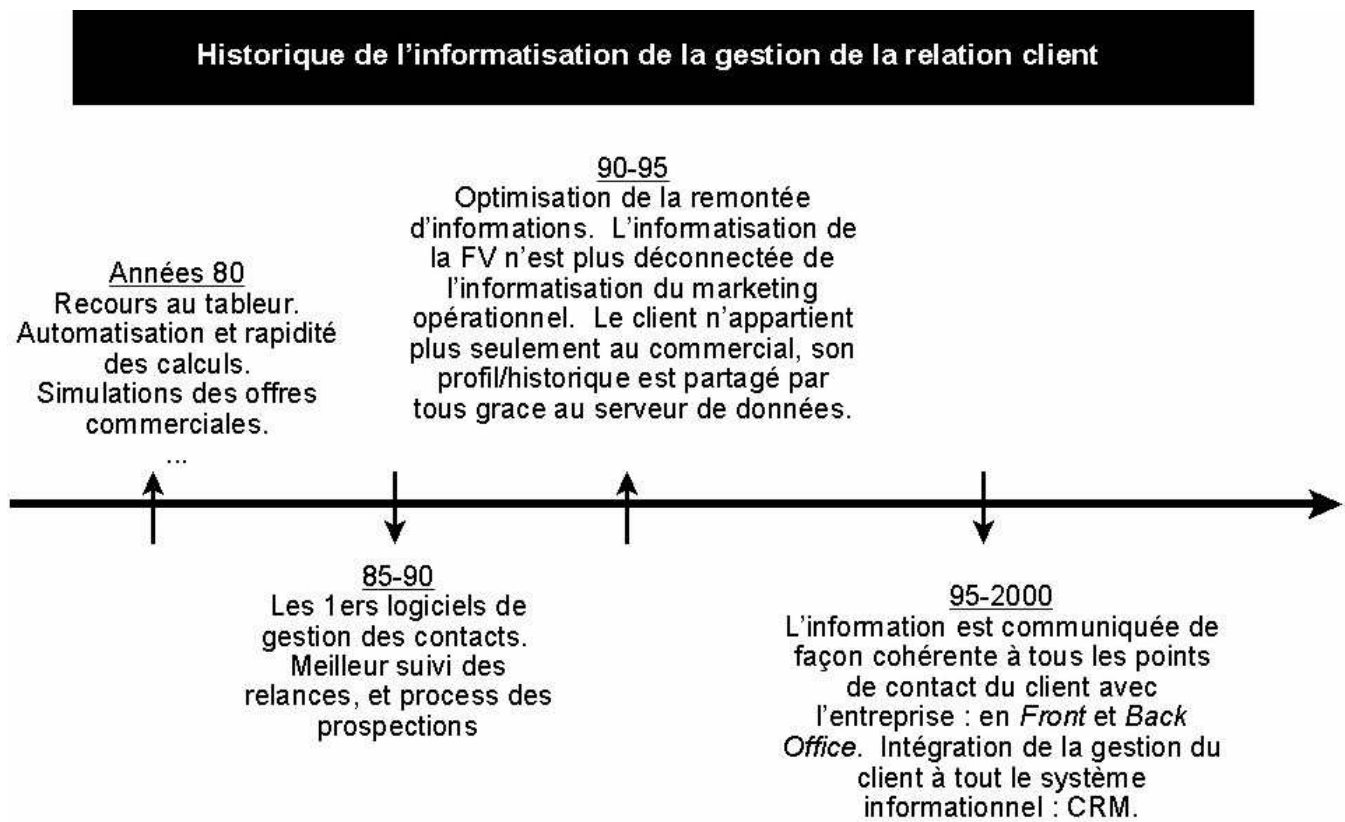 Historique de l'informatisation de la gestion de la relation client
Années 80
Recours au tableur.
Automatisation et rapidité
des calculs.
Simulations des offres
commerciales.
...
85-90
Les 1ers logiciels de
gestion des contacts.
Meilleur suivi des
relances, et process des
prospections
90-95
Optimisation de la remontée
d'informations. L'informatisation de
la FV n'est plus déconnectée de
l'informatisation du marketing
opérationnel. Le client n'appartient
plus seulement au commercial, son
profil/historique est partagé par
tous grace au serveur de données.
95-2000
L'information est communiquée de
façon cohérente à tous les points
de contact du client avec
l'entreprise : en Front et Back
Office. Intégration de la gestion du
client à tout le système
informationnel : CRM.